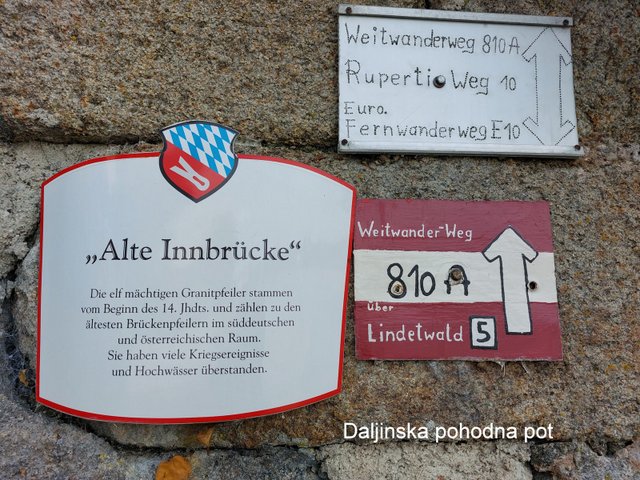 Weitwanderweg 810A
Ruperti Weg 10
Euro.
Fernwanderweg E10
„Alte Innbrücke“
Die elf mächtigen Granitpfeiler stammen
vom Beginn des 14. Jhdts. und zählen zu den
ältesten Brückenpfeilern im süddeutschen
und österreichischen Raum.
Sie haben viele Kriegsereignisse
und Hochwässer überstanden.
Weitwander-Weg
810 A
über
Lindetwald 5
Daljinska pohodna pot